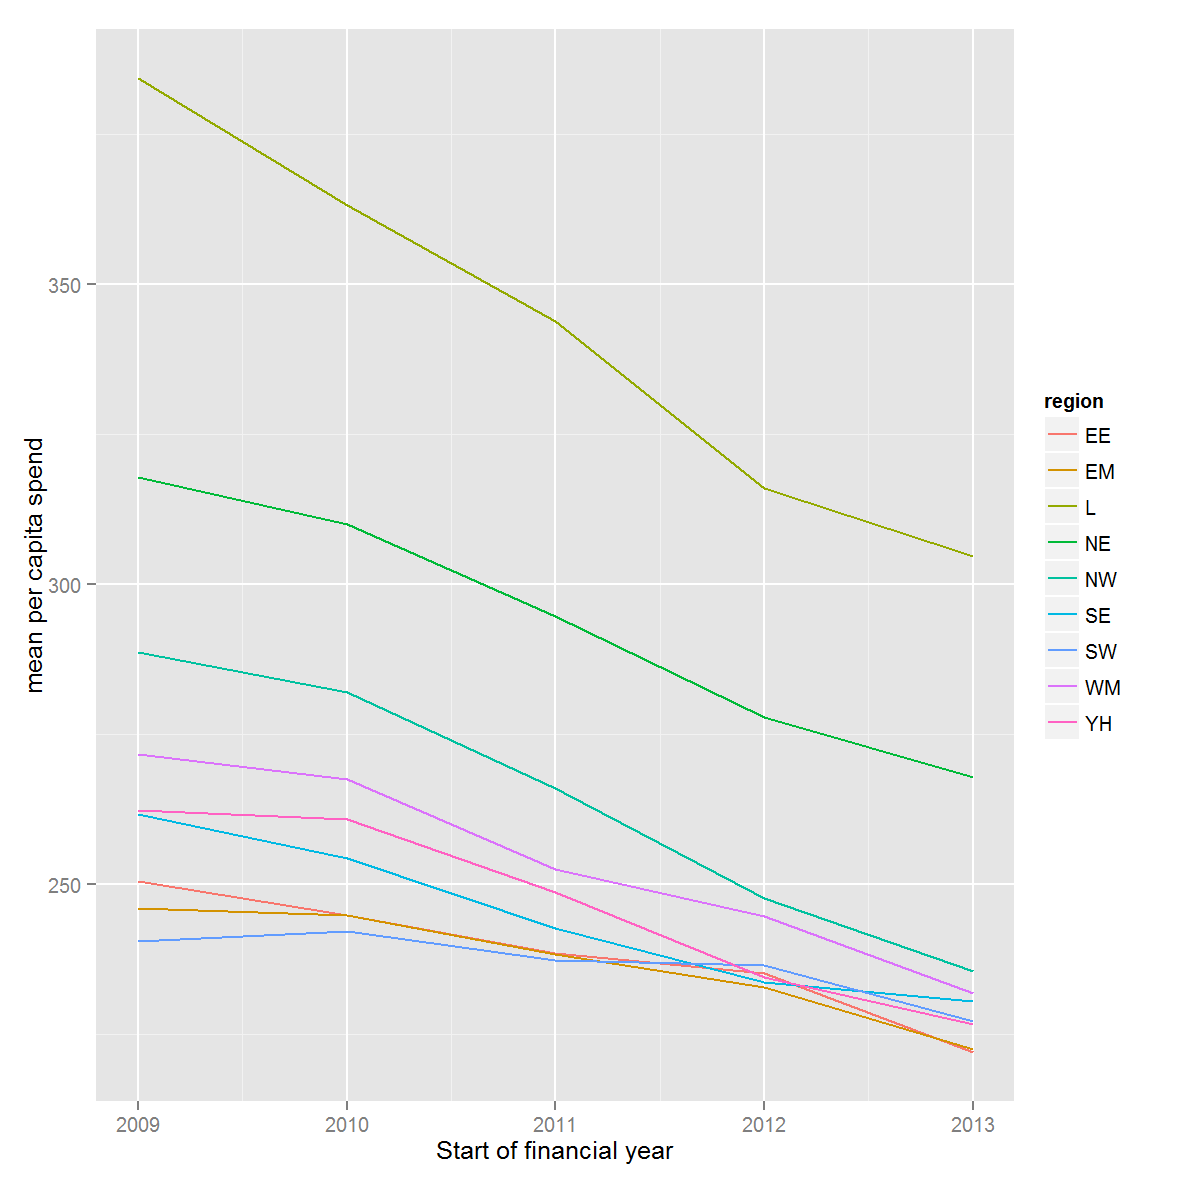 mean per capita spend
350
300
250
2009 2010 2011 2012 2013
Start of financial year
region
EE
EM
L
NE
NW
SE
SW
WM
YH